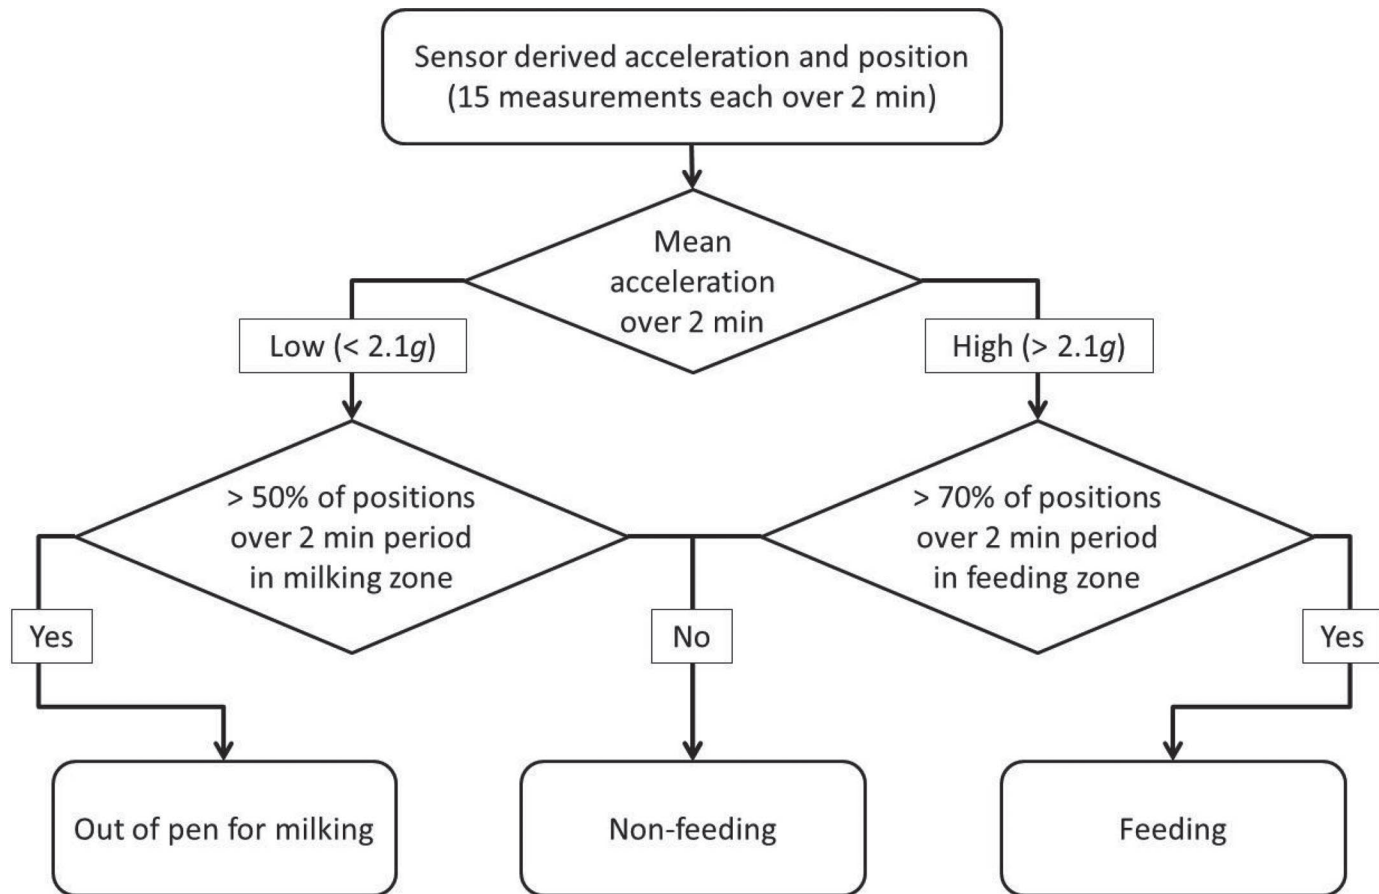 Sensor derived acceleration and position
(15 measurements each over 2 min)
Mean
acceleration
over 2 min
Low (< 2.1g)
High (> 2.1g)
> 50% of positions
over 2 min period
in milking zone
> 70% of positions
over 2 min period
in feeding zone
Yes
No
Yes
Out of pen for milking
Non-feeding
Feeding